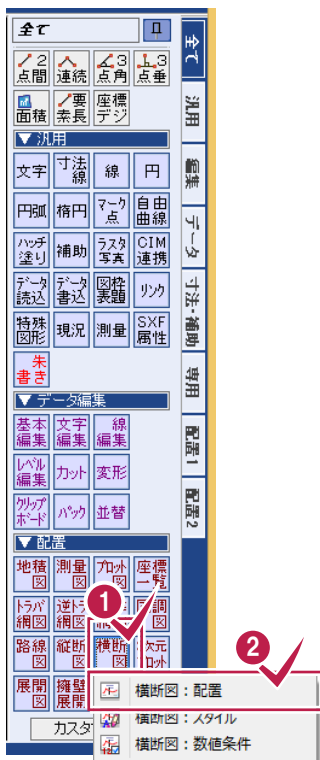 全て
2 点間 連続 3 点角 3 点垂
面積 要素長 座標デジ
▼ 汎用
文字 寸法線 線 円
円弧 楕円 マーク点 自由曲線
ハッチ塗り 補助 ラスタ写真 CIM連携
データ読込 データ書込 図枠表題 リンク
特殊図形 現況 測量 SXF属性
朱書き
▼ データ編集
基本編集 文字編集 線編集
レベル編集 カット 変形
クリップボード パック 並替
▼ 配置
地積図 測量図 プロット図 座標一覧
トラバ網図 逆トラ網図
路線図 縦断図 横断図
展開図 擁壁展開
カスタ
1
2
横断図：配置
横断図：スタイル
横断図：数値条件
全て
汎用
編集
データ
寸法･補助
専用
配置1
配置2